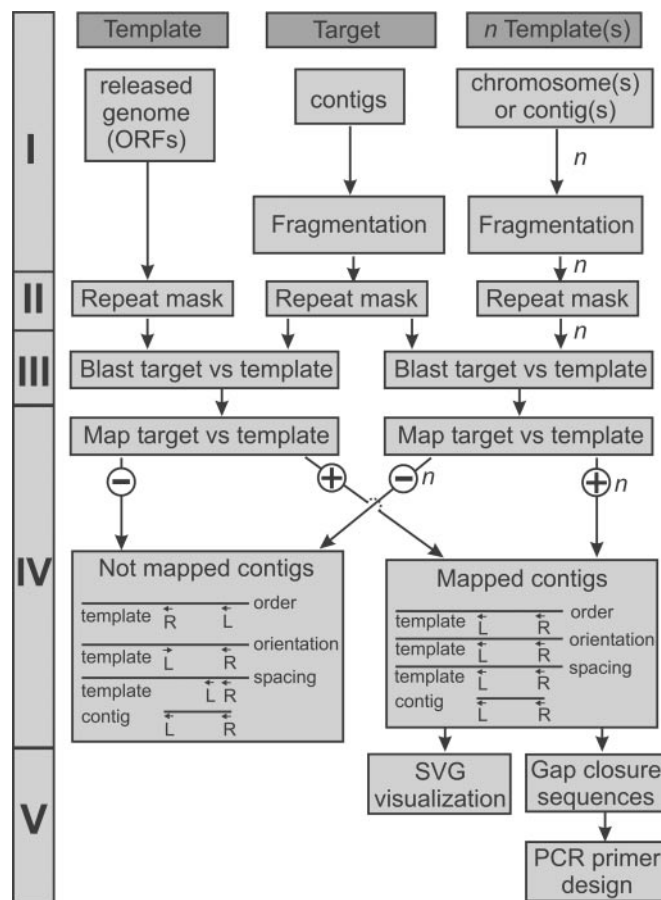 Template
Target
n Template(s)
I
released
genome
(ORFs)
contigs
chromosome(s)
or contig(s)
n
Fragmentation
Fragmentation
n
II
Repeat mask
Repeat mask
Repeat mask
n
III
Blast target vs template
Blast target vs template
IV
Map target vs template
Map target vs template
−
+
− n
+ n
Not mapped contigs
order
template
R L
orientation
template
L R
spacing
template
L R
contig
L R
Mapped contigs
order
template
L R
orientation
template
L R
spacing
template
L R
contig
L R
V
SVG
visualization
Gap closure
sequences
PCR primer
design